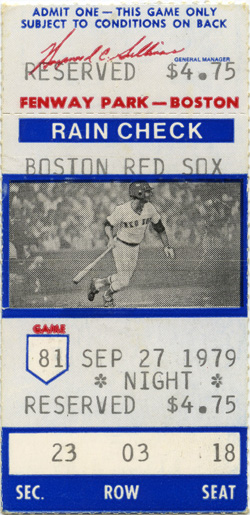 ADMIT ONE — THIS GAME ONLY
SUBJECT TO CONDITIONS ON BACK
Haywood C. Sullivan
GENERAL MANAGER
RESERVED $4.75
FENWAY PARK — BOSTON
RAIN CHECK
BOSTON RED SOX
RED SOX
GAME
81 SEP 27 1979
* NIGHT *
RESERVED $4.75
23 03 18
SEC. ROW SEAT